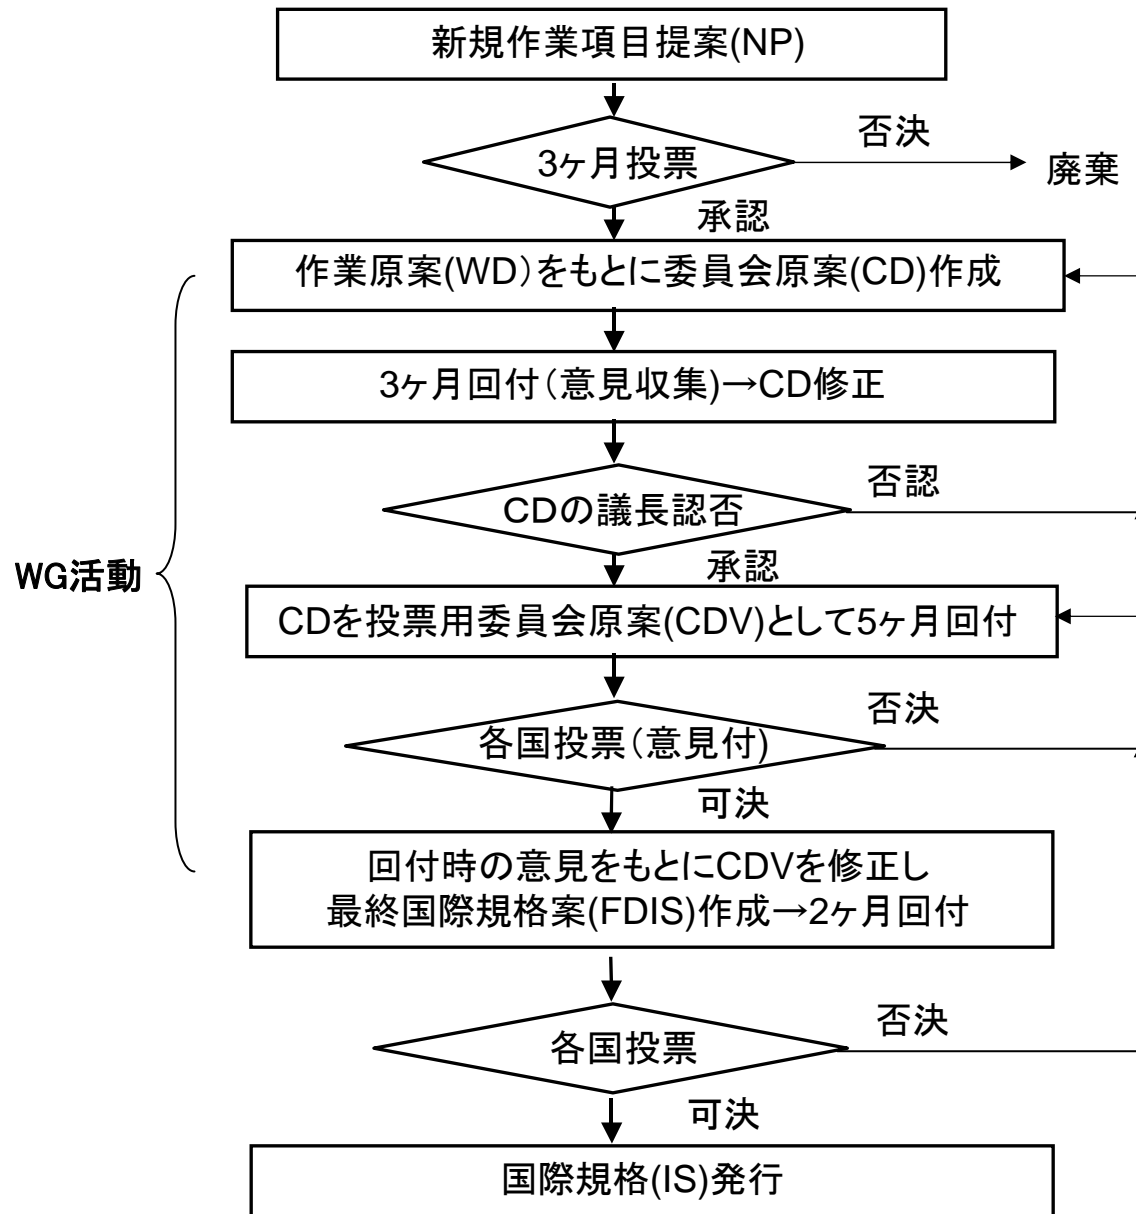 新規作業項目提案(NP)
3ヶ月投票
否決
廃棄
承認
作業原案(WD）をもとに委員会原案(CD)作成
3ヶ月回付（意見収集)→CD修正
CDの議長認否
否認
承認
WG活動
CDを投票用委員会原案(CDV)として5ヶ月回付
各国投票（意見付)
否決
可決
回付時の意見をもとにCDVを修正し
最終国際規格案(FDIS)作成→2ヶ月回付
各国投票
否決
可決
国際規格(IS)発行